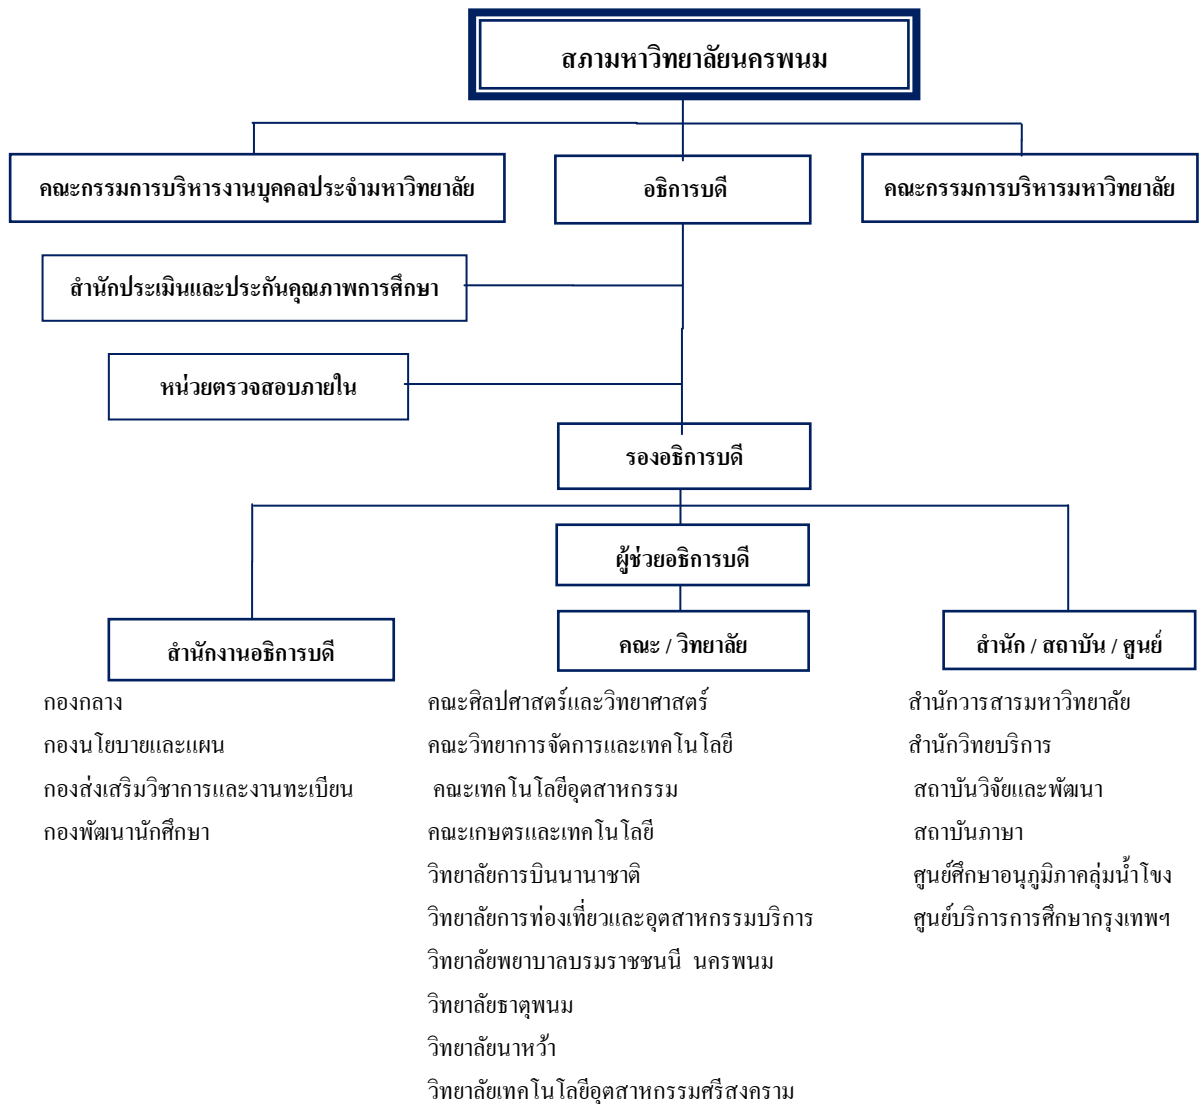 สภามหาวิทยาลัยนครพนม
คณะกรรมการบริหารงานบุคคลประจำมหาวิทยาลัย
อธิการบดี
คณะกรรมการบริหารมหาวิทยาลัย
สำนักประเมินและประกันคุณภาพการศึกษา
หน่วยตรวจสอบภายใน
รองอธิการบดี
ผู้ช่วยอธิการบดี
สำนักงานอธิการบดี
กองกลาง
กองนโยบายและแผน
กองส่งเสริมวิชาการและงานทะเบียน
กองพัฒนานักศึกษา
คณะ / วิทยาลัย
คณะศิลปศาสตร์และวิทยาศาสตร์
คณะวิทยาการจัดการและเทคโนโลยี
คณะเทคโนโลยีอุตสาหกรรม
คณะเกษตรและเทคโนโลยี
วิทยาลัยการบินนานาชาติ
วิทยาลัยการท่องเที่ยวและอุตสาหกรรมบริการ
วิทยาลัยพยาบาลบรมราชชนนี นครพนม
วิทยาลัยธาตุพนม
วิทยาลัยนาหว้า
วิทยาลัยเทคโนโลยีอุตสาหกรรมศรีสงคราม
สำนัก / สถาบัน / ศูนย์
สำนักวารสารมหาวิทยาลัย
สำนักวิทยบริการ
สถาบันวิจัยและพัฒนา
สถาบันภาษา
ศูนย์ศึกษาอนุภูมิภาคลุ่มน้ำโขง
ศูนย์บริการการศึกษากรุงเทพฯ